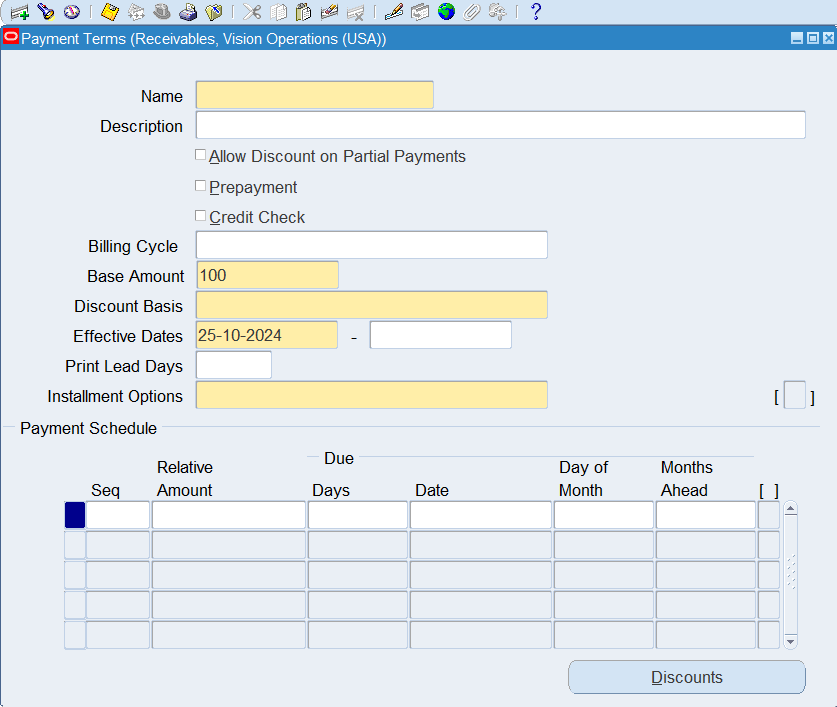 ?
Payment Terms (Receivables, Vision Operations (USA))
Name
Description
Allow Discount on Partial Payments
Prepayment
Credit Check
Billing Cycle
Base Amount 100
Discount Basis
Effective Dates 25-10-2024 -
Print Lead Days
Installment Options [ ]
Payment Schedule
Due
Relative Day of Months
Seq Amount Days Date Month Ahead [ ]
Discounts